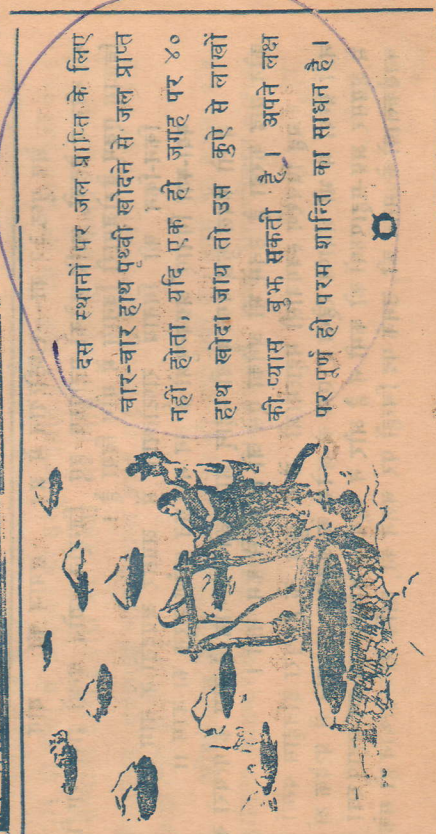 दस स्थानों पर जल प्राप्ति के लिए
चार-चार हाथ पृथ्वी खोदने से जल प्राप्त
नहीं होता, यदि एक ही जगह पर ४०
हाथ खोदा जाय तो उस कुऐ से लाखों
की प्यास बुझ सकती है। अपने लक्ष
पर पूर्ण ही परम शान्ति का साधन है।